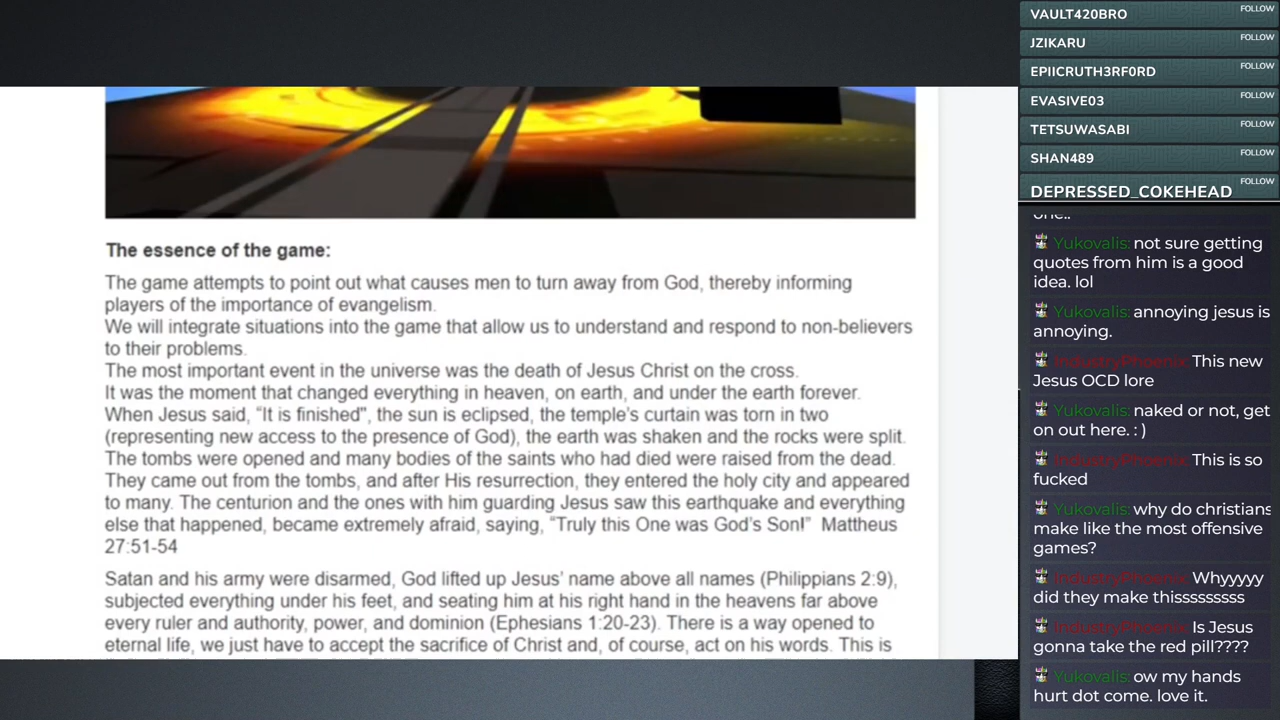 The essence of the game:
The game attempts to point out what causes men to turn away from God, thereby informing
players of the importance of evangelism.
We will integrate situations into the game that allow us to understand and respond to non-believers
to their problems.
The most important event in the universe was the death of Jesus Christ on the cross.
It was the moment that changed everything in heaven, on earth, and under the earth forever.
When Jesus said, “It is finished”, the sun is eclipsed, the temple’s curtain was torn in two
(representing new access to the presence of God), the earth was shaken and the rocks were split.
The tombs were opened and many bodies of the saints who had died were raised from the dead.
They came out from the tombs, and after His resurrection, they entered the holy city and appeared
to many. The centurion and the ones with him guarding Jesus saw this earthquake and everything
else that happened, became extremely afraid, saying, “Truly this One was God’s Son!”  Mattheus
27:51-54
Satan and his army were disarmed, God lifted up Jesus’ name above all names (Philippians 2:9),
subjected everything under his feet, and seating him at his right hand in the heavens far above
every ruler and authority, power, and dominion (Ephesians 1:20-23). There is a way opened to
eternal life, we just have to accept the sacrifice of Christ and, of course, act on his words. This is
VAULT420BRO FOLLOW
JZIKARU FOLLOW
EPIICRUTH3RF0RD FOLLOW
EVASIVE03 FOLLOW
TETSUWASABI FOLLOW
SHAN489 FOLLOW
DEPRESSED_COKEHEAD FOLLOW
one..
Yukovalis: not sure getting
quotes from him is a good
idea. lol
Yukovalis: annoying jesus is
annoying.
IndustryPhoenix: This new
Jesus OCD lore
Yukovalis: naked or not, get
on out here. : )
IndustryPhoenix: This is so
fucked
Yukovalis: why do christians
make like the most offensive
games?
IndustryPhoenix: Whyyyyy
did they make thisssssssss
IndustryPhoenix: Is Jesus
gonna take the red pill????
Yukovalis: ow my hands
hurt dot come. love it.